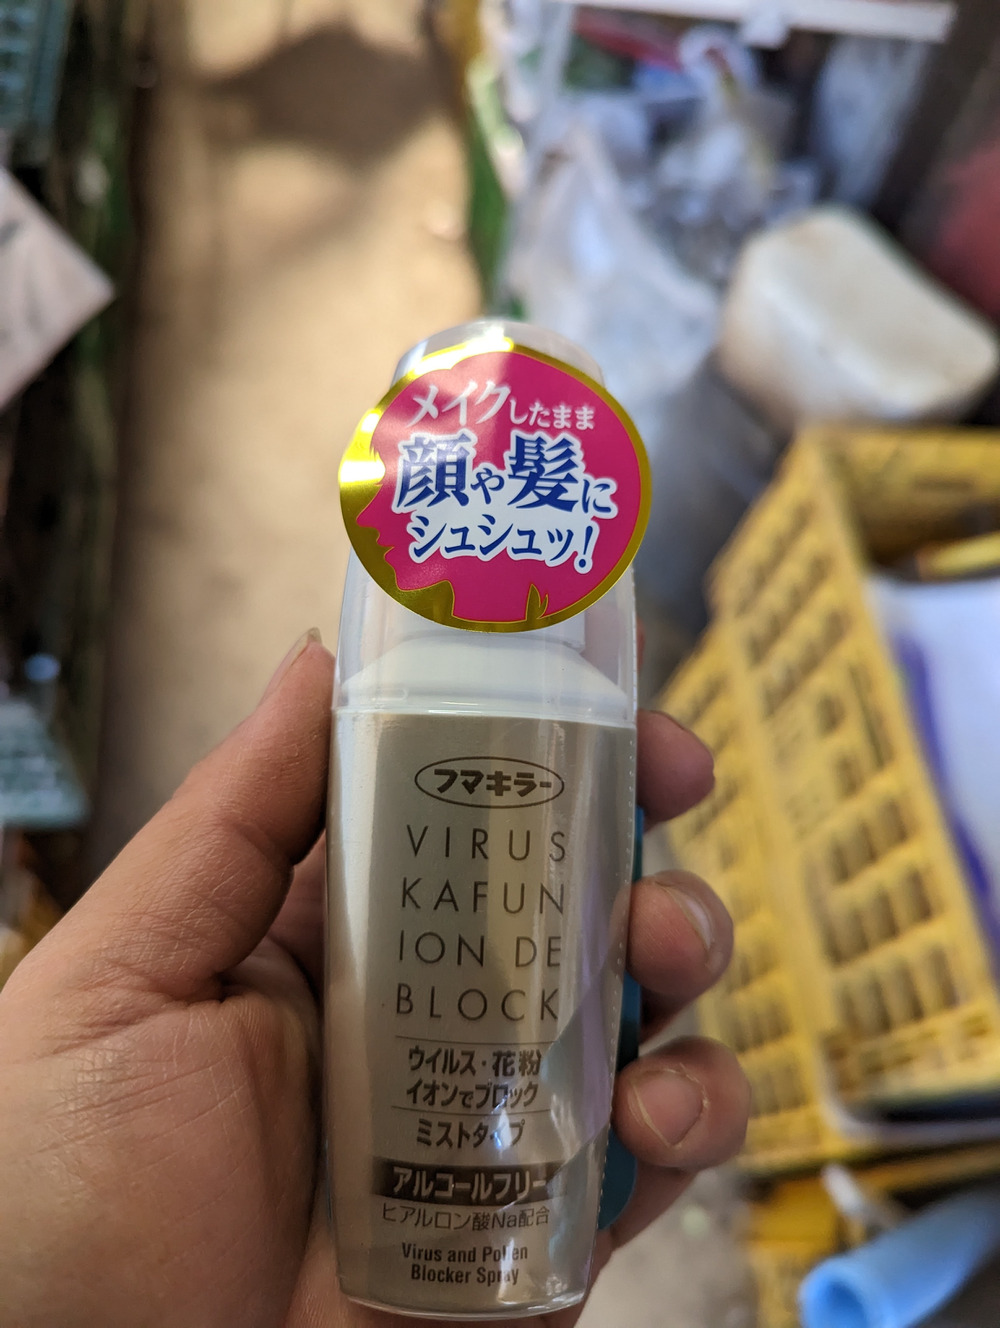 メイクしたまま
顔や髪に
シュシュッ!
フマキラー
VIRUS
KAFUN
ION DE
BLOCK
ウイルス・花粉
イオンでブロック
ミストタイプ
アルコールフリー
ヒアルロン酸Na配合
Virus and Pollen
Blocker Spray